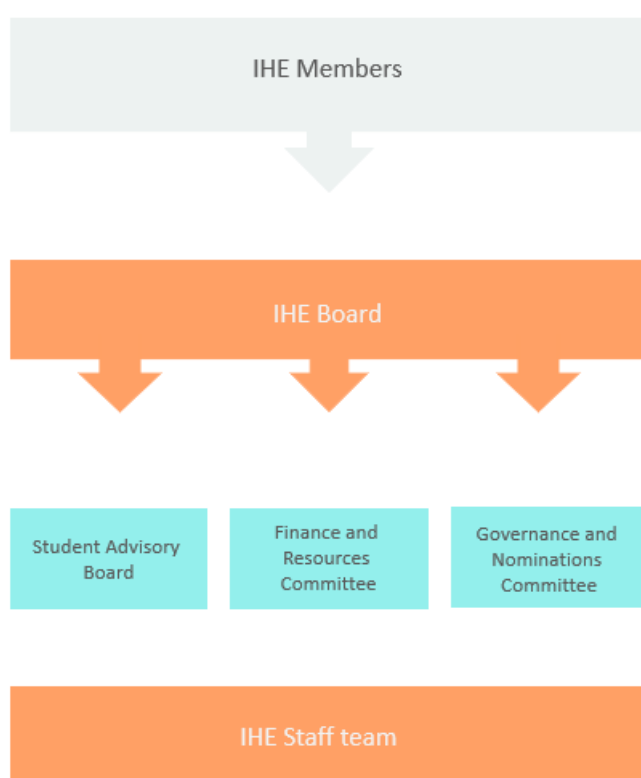 IHE Members
IHE Board
Student Advisory
Board
Finance and
Resources
Committee
Governance and
Nominations
Committee
IHE Staff team